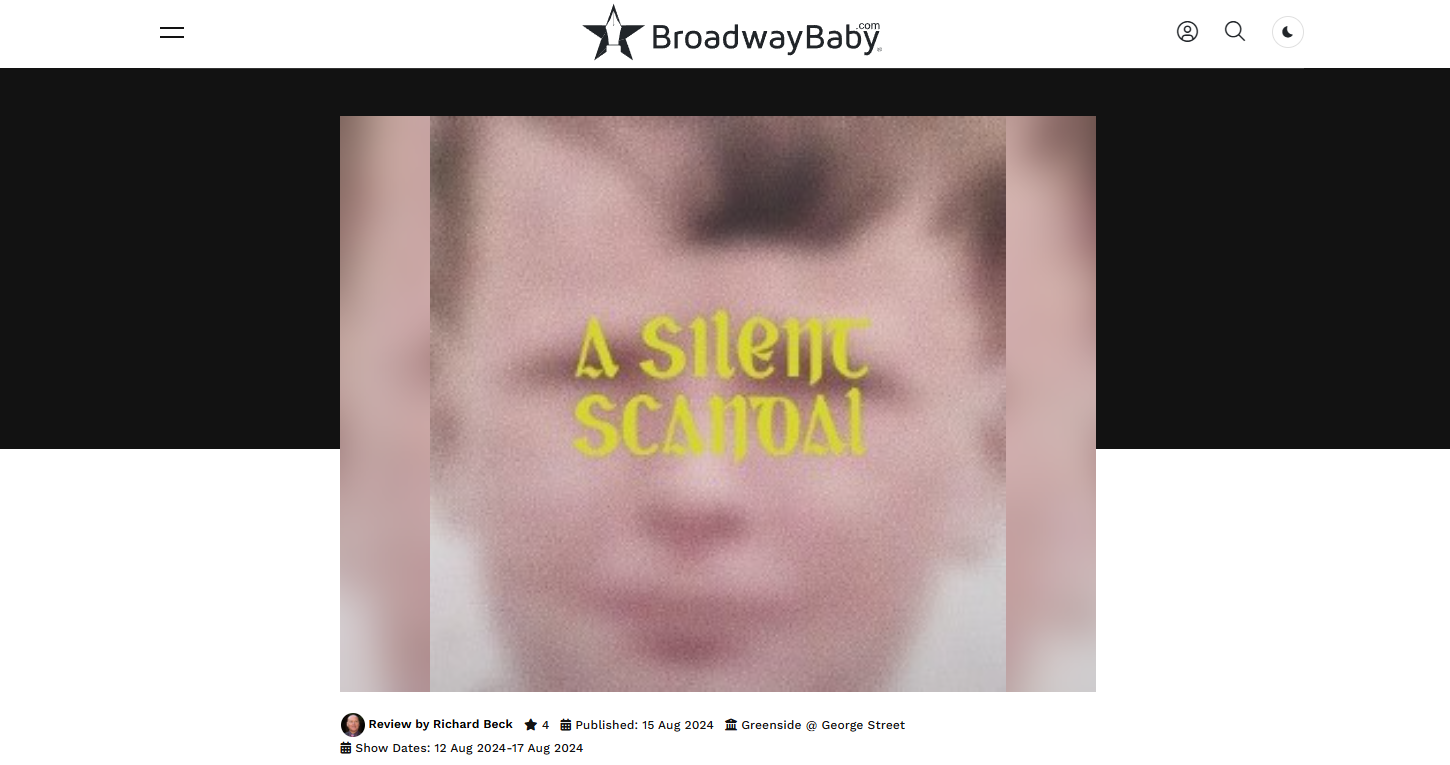 BroadwayBaby.com
A Silent
Scandal
Review by Richard Beck 4 Published: 15 Aug 2024 Greenside @ George Street
Show Dates: 12 Aug 2024-17 Aug 2024